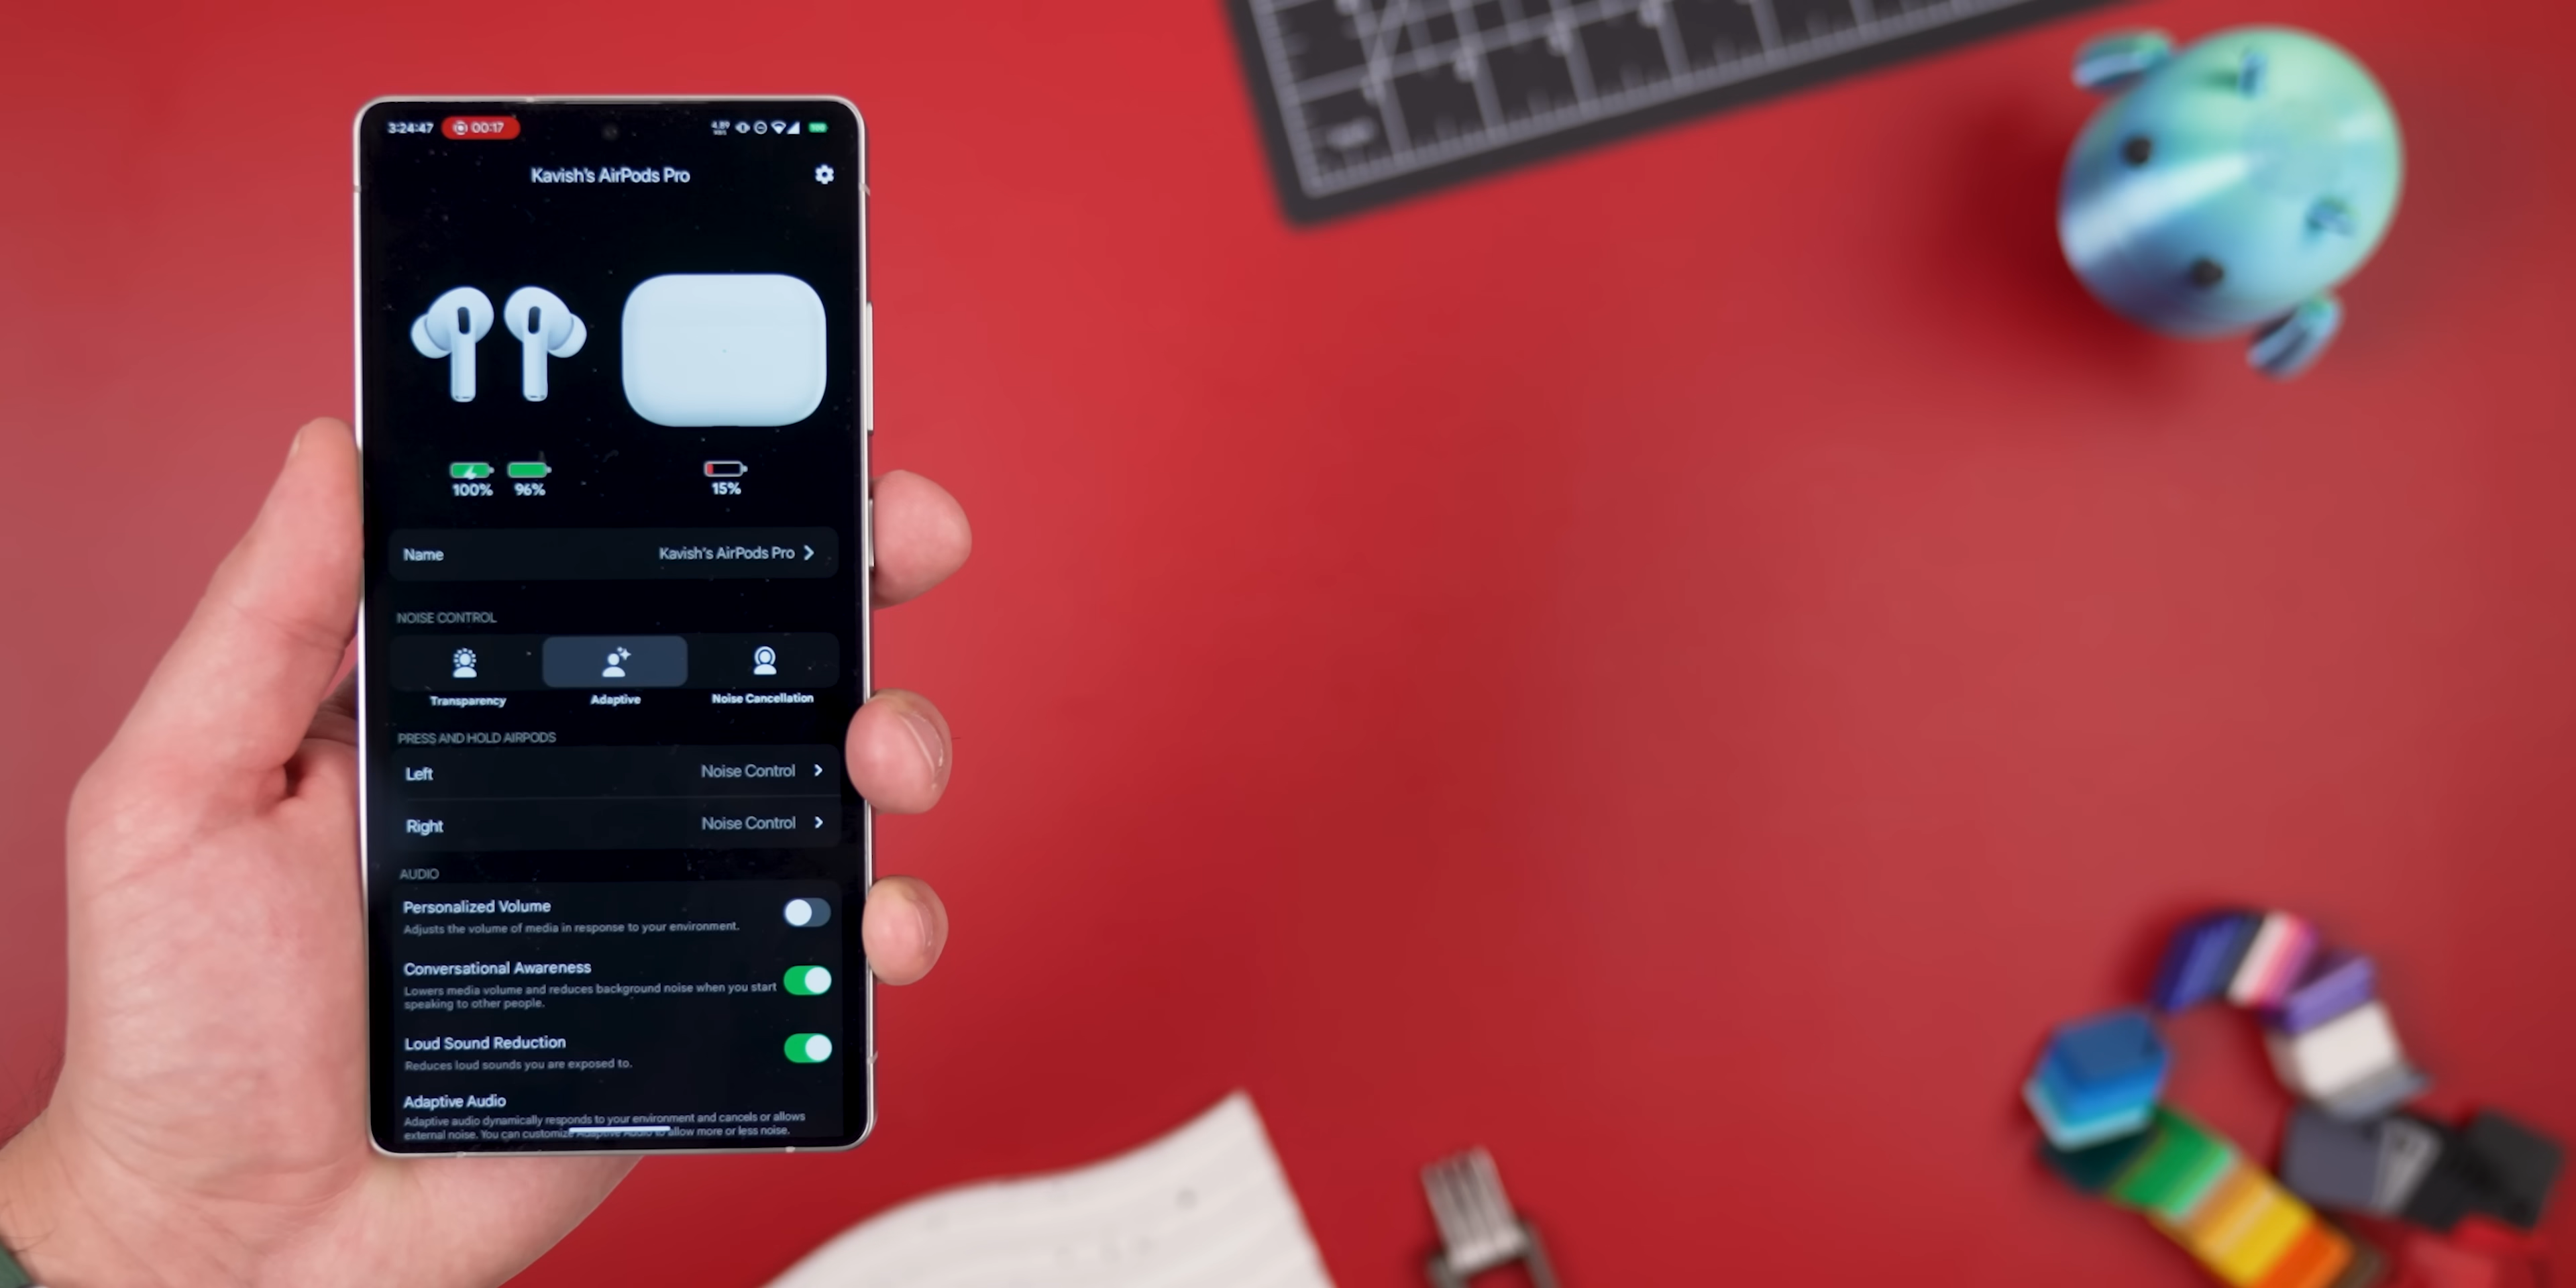 3:24:47 00:17
Kavish's AirPods Pro
100% 96% 15%
Name Kavish's AirPods Pro
NOISE CONTROL
Transparency Adaptive Noise Cancellation
PRESS AND HOLD AIRPODS
Left Noise Control
Right Noise Control
AUDIO
Personalized Volume
Adjusts the volume of media in response to your environment.
Conversational Awareness
Lowers media volume and reduces background noise when you start
speaking to other people.
Loud Sound Reduction
Reduces loud sounds you are exposed to.
Adaptive Audio
Adaptive audio dynamically responds to your environment and cancels or allows
external noise. You can customize Adaptive Audio to allow more or less noise.